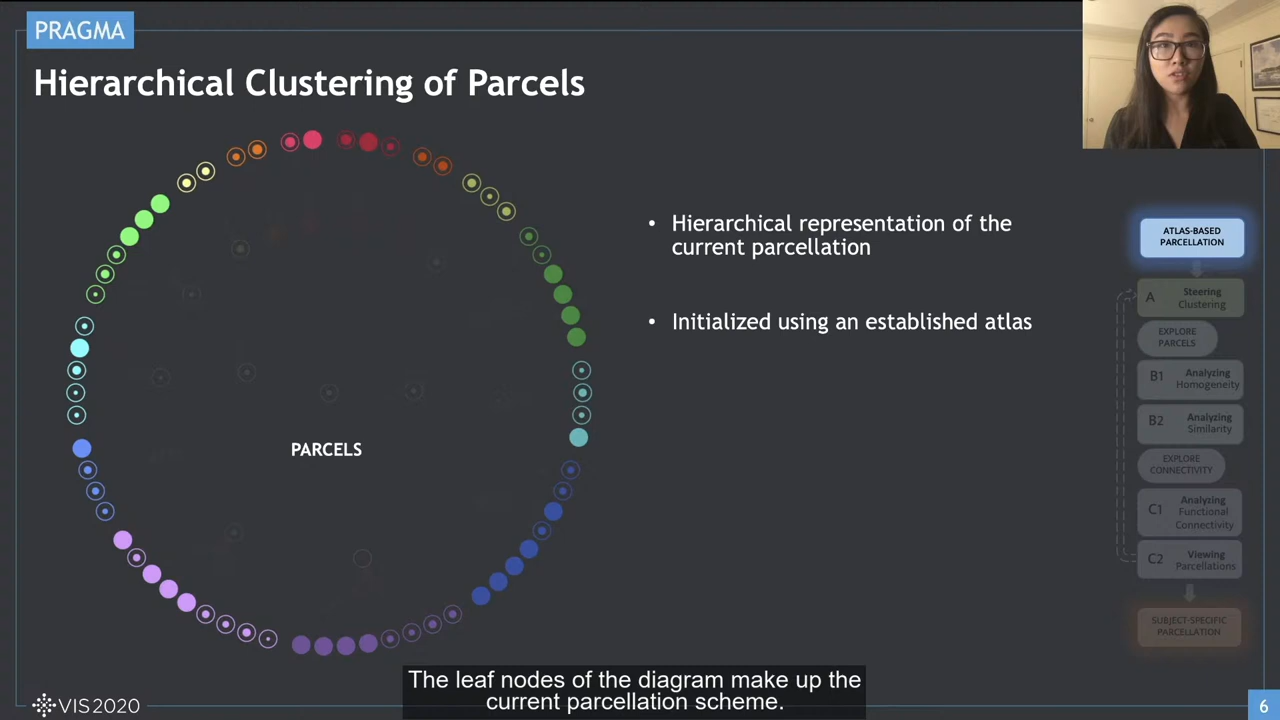 PRAGMA
Hierarchical Clustering of Parcels
• Hierarchical representation of the
current parcellation
• Initialized using an established atlas
PARCELS
ATLAS-BASED
PARCELLATION
A Steering
Clustering
EXPLORE
PARCELS
B1 Analyzing
Homogeneity
B2 Analyzing
Similarity
EXPLORE
CONNECTIVITY
C1 Analyzing
Functional
Connectivity
C2 Viewing
Parcellations
SUBJECT-SPECIFIC
PARCELLATION
The leaf nodes of the diagram make up the
current parcellation scheme.
VIS2020
6